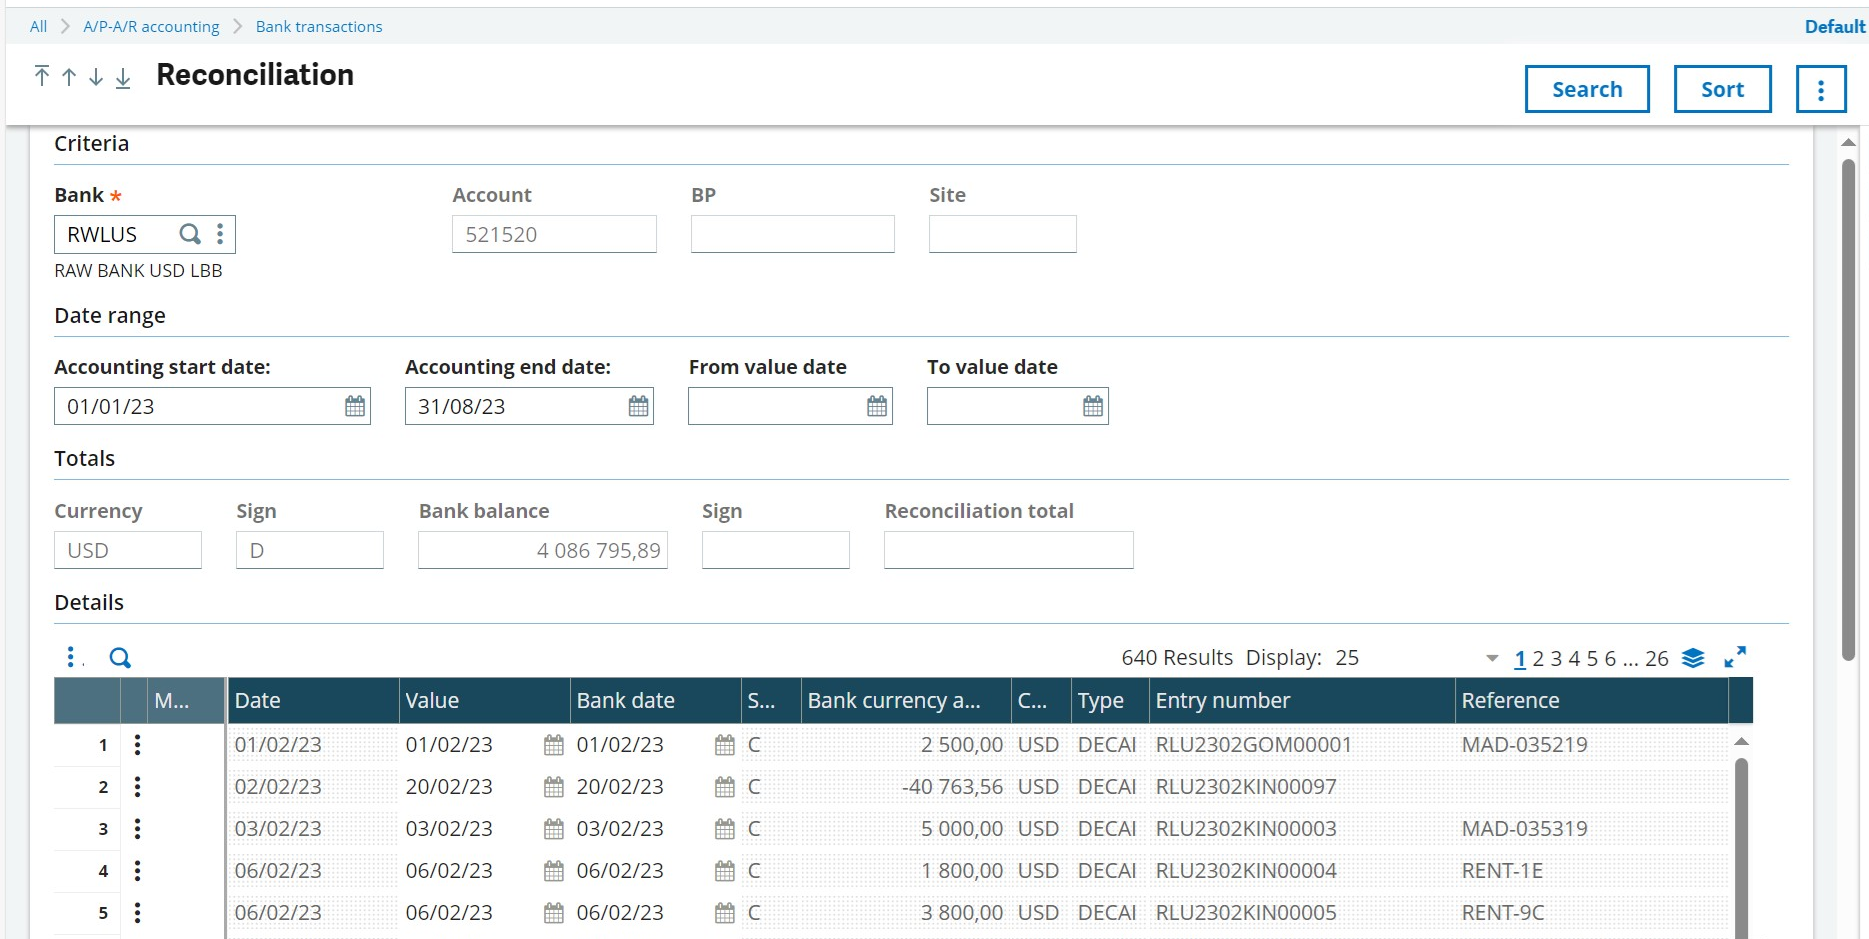 All A/P-A/R accounting Bank transactions Default
Reconciliation Search Sort
Criteria
Bank * Account BP Site
RWLUS 521520
RAW BANK USD LBB
Date range
Accounting start date: Accounting end date: From value date To value date
01/01/23 31/08/23
Totals
Currency Sign Bank balance Sign Reconciliation total
USD D 4 086 795,89
Details
640 Results Display: 25 1 2 3 4 5 6 ... 26
M... Date Value Bank date S... Bank currency a... C... Type Entry number Reference
1 01/02/23 01/02/23 01/02/23 C 2 500,00 USD DECAI RLU2302GOM00001 MAD-035219
2 02/02/23 20/02/23 20/02/23 C -40 763,56 USD DECAI RLU2302KIN00097
3 03/02/23 03/02/23 03/02/23 C 5 000,00 USD DECAI RLU2302KIN00003 MAD-035319
4 06/02/23 06/02/23 06/02/23 C 1 800,00 USD DECAI RLU2302KIN00004 RENT-1E
5 06/02/23 06/02/23 06/02/23 C 3 800,00 USD DECAI RLU2302KIN00005 RENT-9C